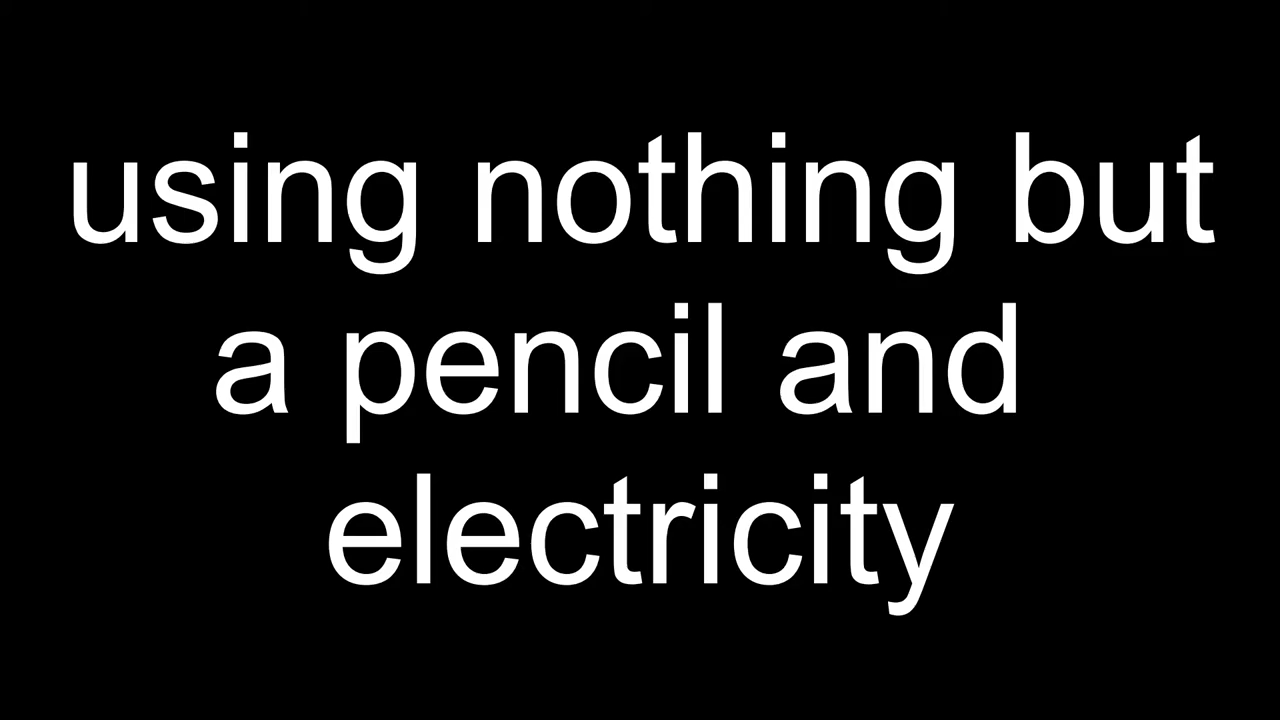 using nothing but
a pencil and
electricity